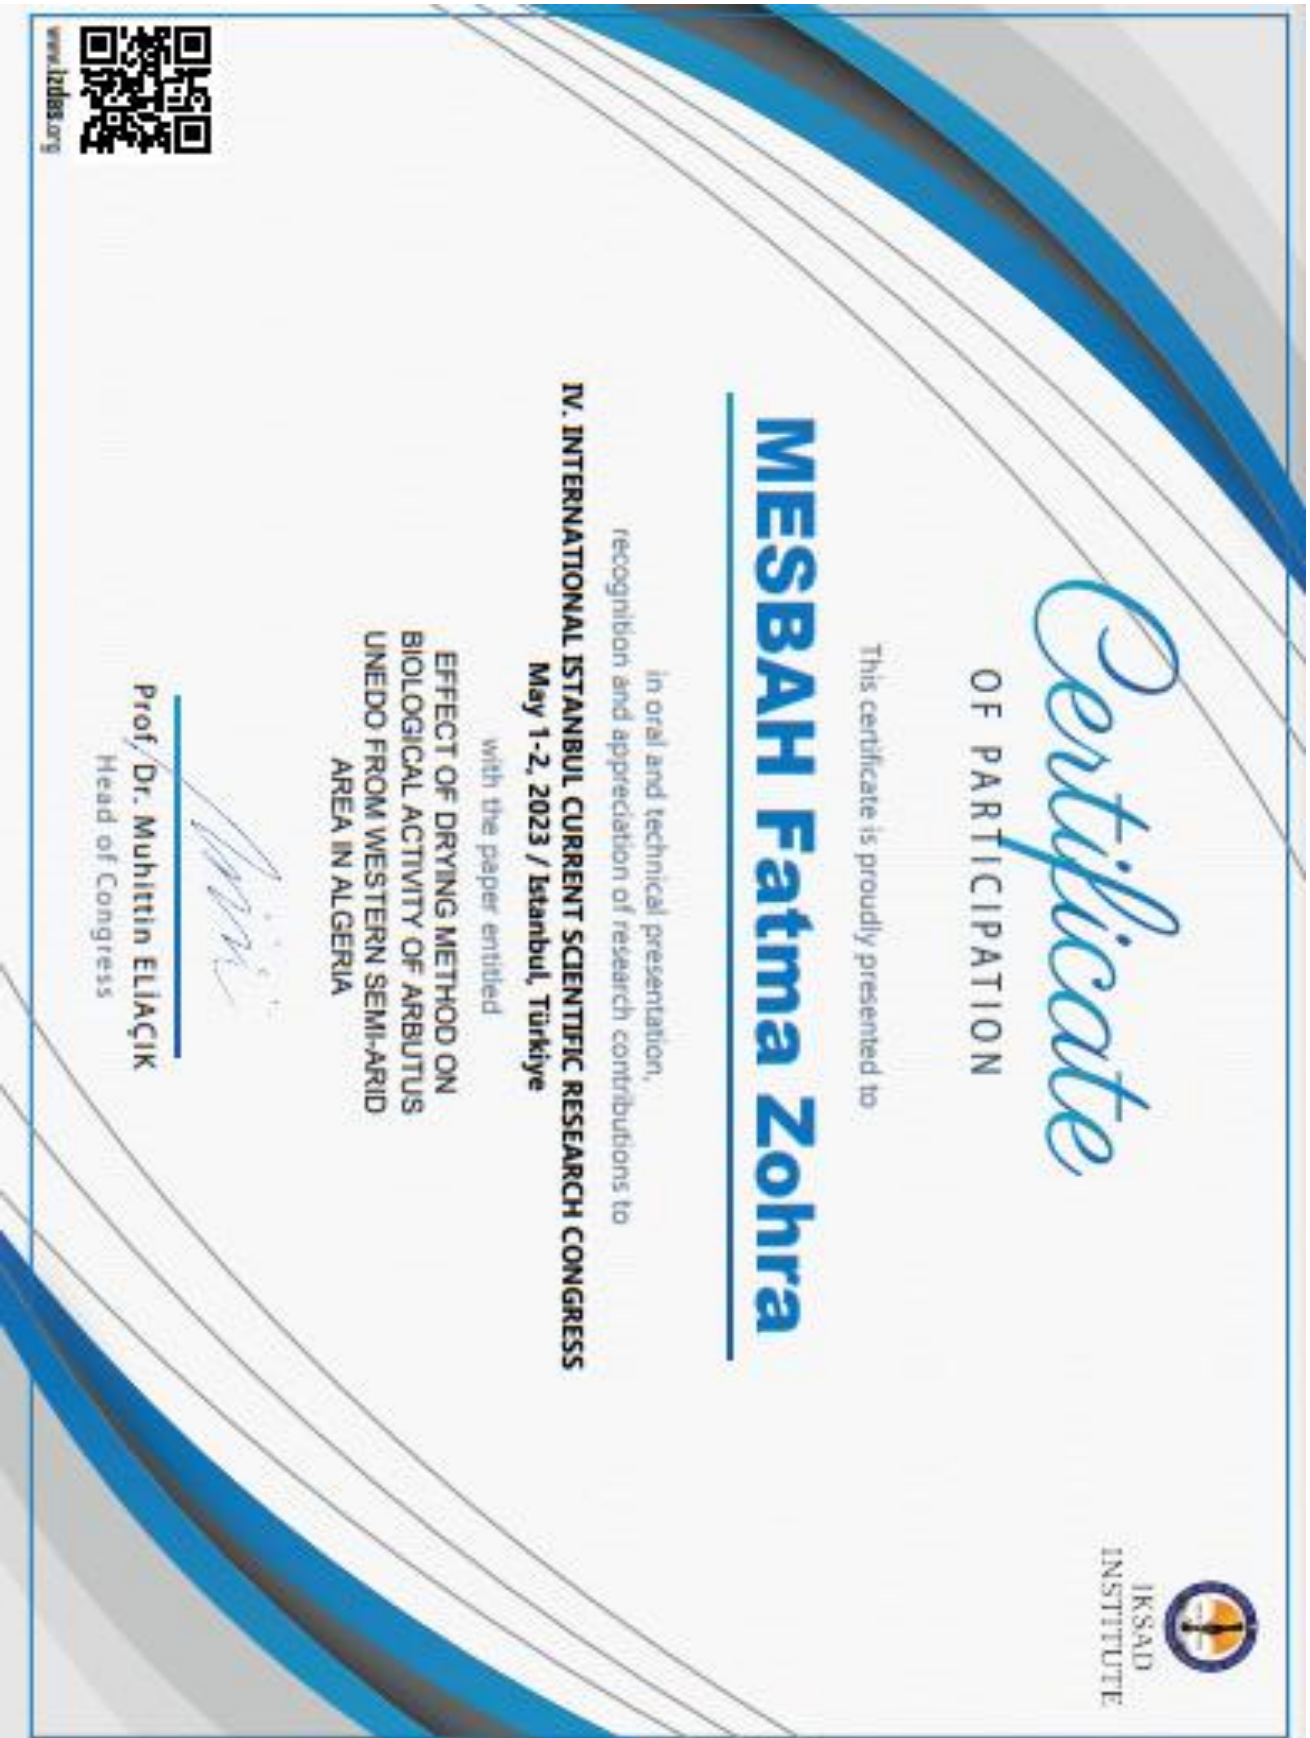 IKSAD
INSTITUTE
Certificate
OF PARTICIPATION
This certificate is proudly presented to
MESBAH Fatma Zohra
in oral and technical presentation,
recognition and appreciation of research contributions to
IV. INTERNATIONAL ISTANBUL CURRENT SCIENTIFIC RESEARCH CONGRESS
May 1-2, 2023 / Istanbul, Türkiye
with the paper entitled
EFFECT OF DRYING METHOD ON
BIOLOGICAL ACTIVITY OF ARBUTUS
UNEDO FROM WESTERN SEMI-ARID
AREA IN ALGERIA
Prof. Dr. Muhittin ELİAÇIK
Head of Congress
www.izdas.org